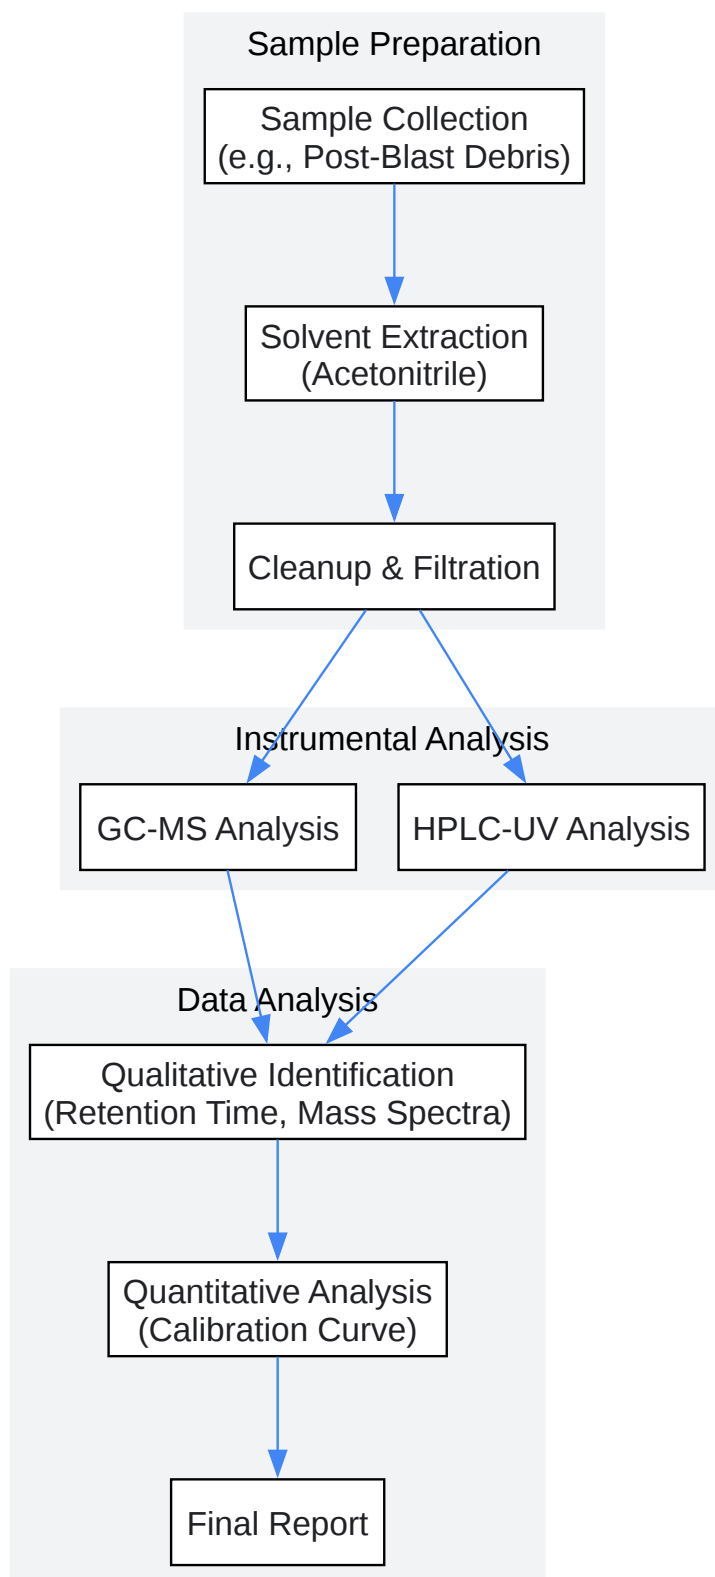 Sample Preparation
Sample Collection
(e.g., Post-Blast Debris)
Solvent Extraction
(Acetonitrile)
Cleanup & Filtration
Instrumental Analysis
GC-MS Analysis
HPLC-UV Analysis
Data Analysis
Qualitative Identification
(Retention Time, Mass Spectra)
Quantitative Analysis
(Calibration Curve)
Final Report